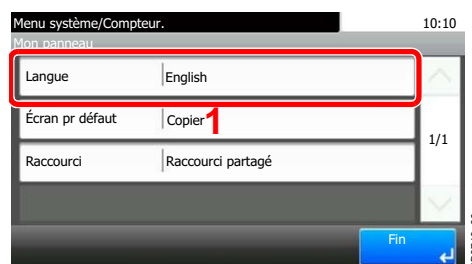 Menu système/Compteur. 10:10
Mon panneau
Langue English
Écran pr défaut Copier
1
1/1
Raccourci Raccourci partagé
Fin